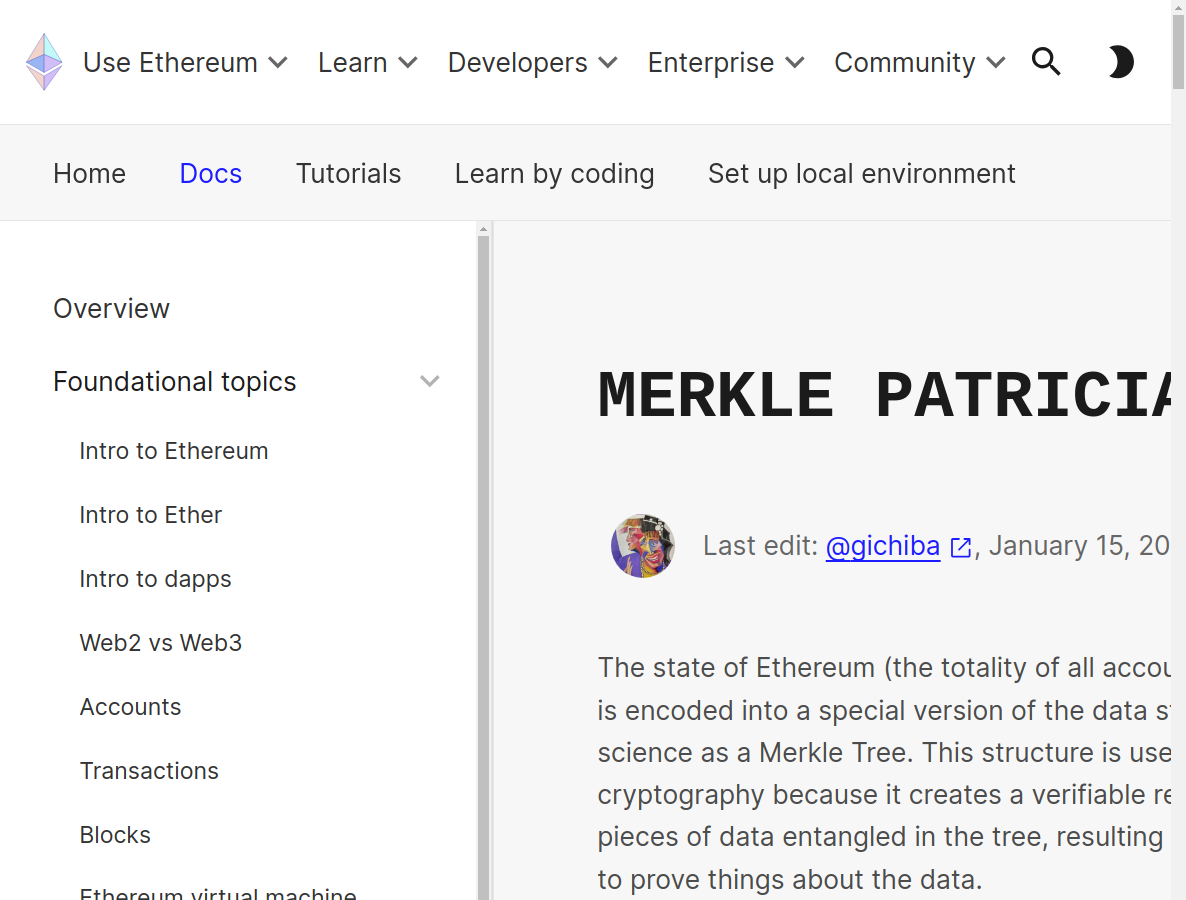 Use Ethereum Learn Developers Enterprise Community
Home Docs Tutorials Learn by coding Set up local environment
Overview
Foundational topics
Intro to Ethereum
Intro to Ether
Intro to dapps
Web2 vs Web3
Accounts
Transactions
Blocks
Ethereum virtual machine
MERKLE PATRICIA
Last edit: @gichiba, January 15, 20
The state of Ethereum (the totality of all
is encoded into a special version of the data
science as a Merkle Tree. This structure is
cryptography because it creates a verifiable
pieces of data entangled in the tree, resulting
to prove things about the data.